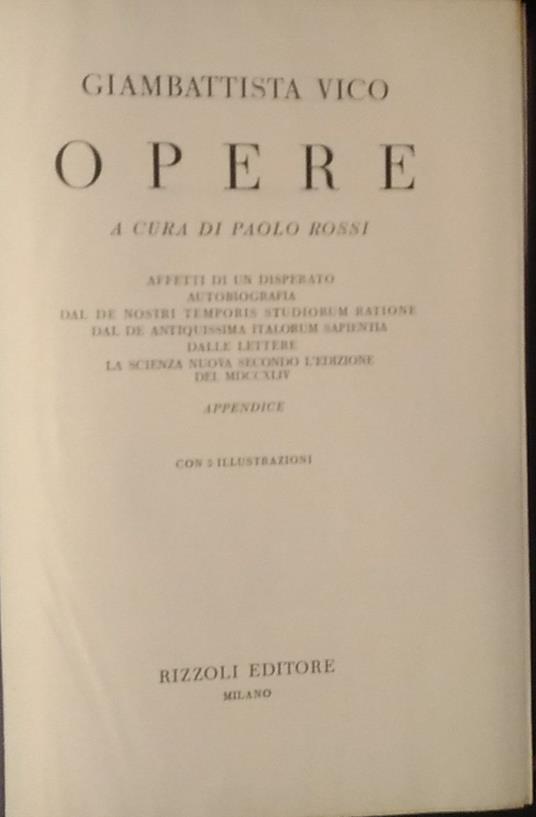 GIAMBATTISTA VICO
OPERE
A CURA DI PAOLO ROSSI
AFFETTI DI UN DISPERATO
AUTOBIOGRAFIA
DAL DE NOSTRI TEMPORIS STUDIORUM RATIONE
DAL DE ANTIQUISSIMA ITALORUM SAPIENTIA
DALLE LETTERE
LA SCIENZA NUOVA SECONDO L'EDIZIONE
DEL MDCCXLIV
APPENDICE
CON ILLUSTRAZIONI
RIZZOLI EDITORE
MILANO